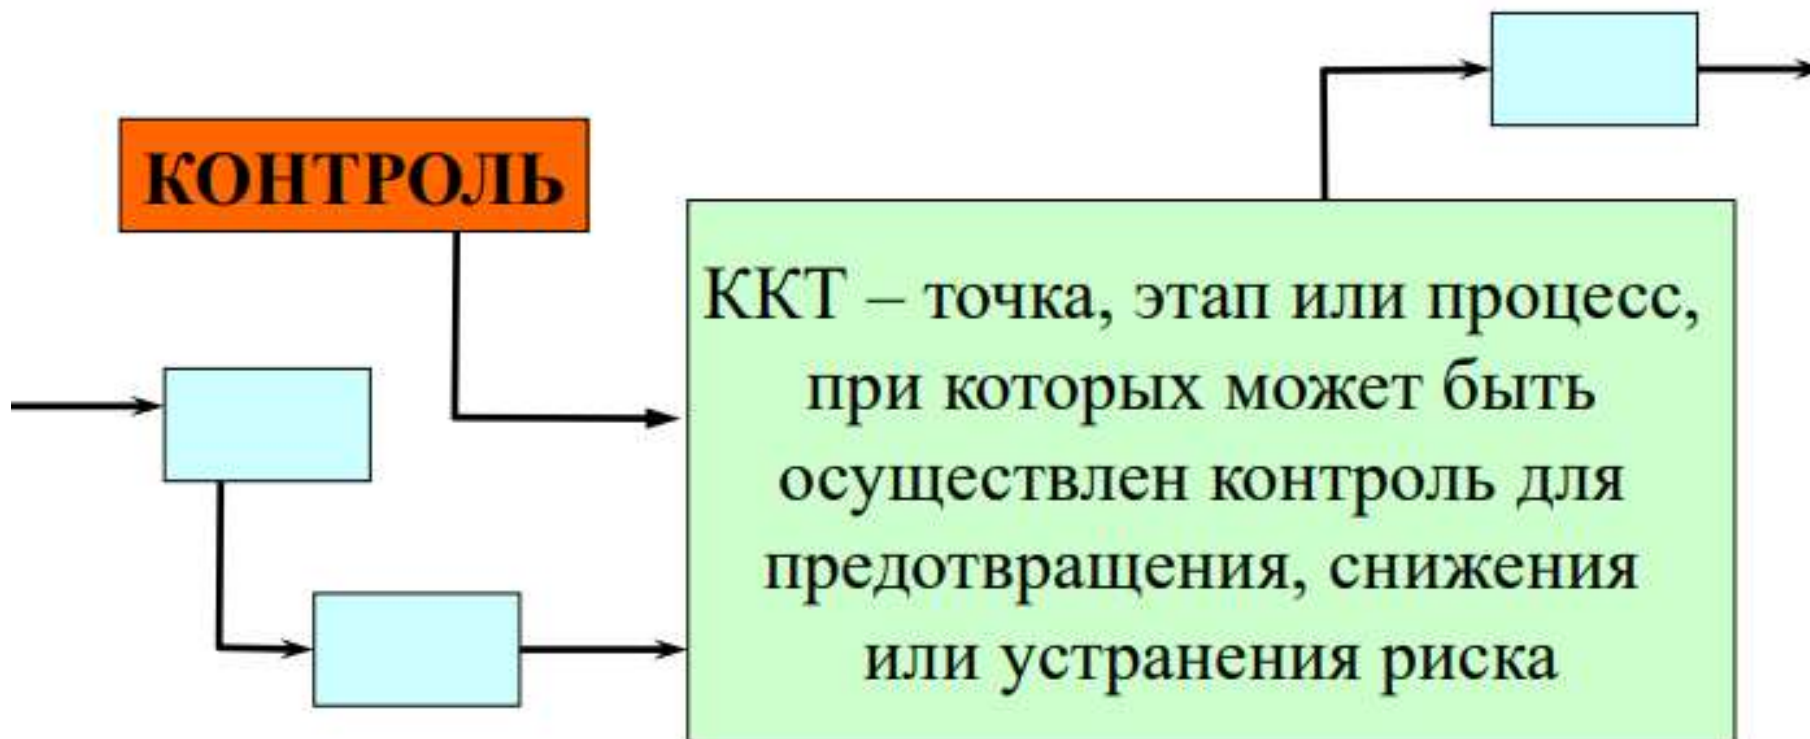 КОНТРОЛЬ
ККТ – точка, этап или процесс,
при которых может быть
осуществлен контроль для
предотвращения, снижения
или устранения риска